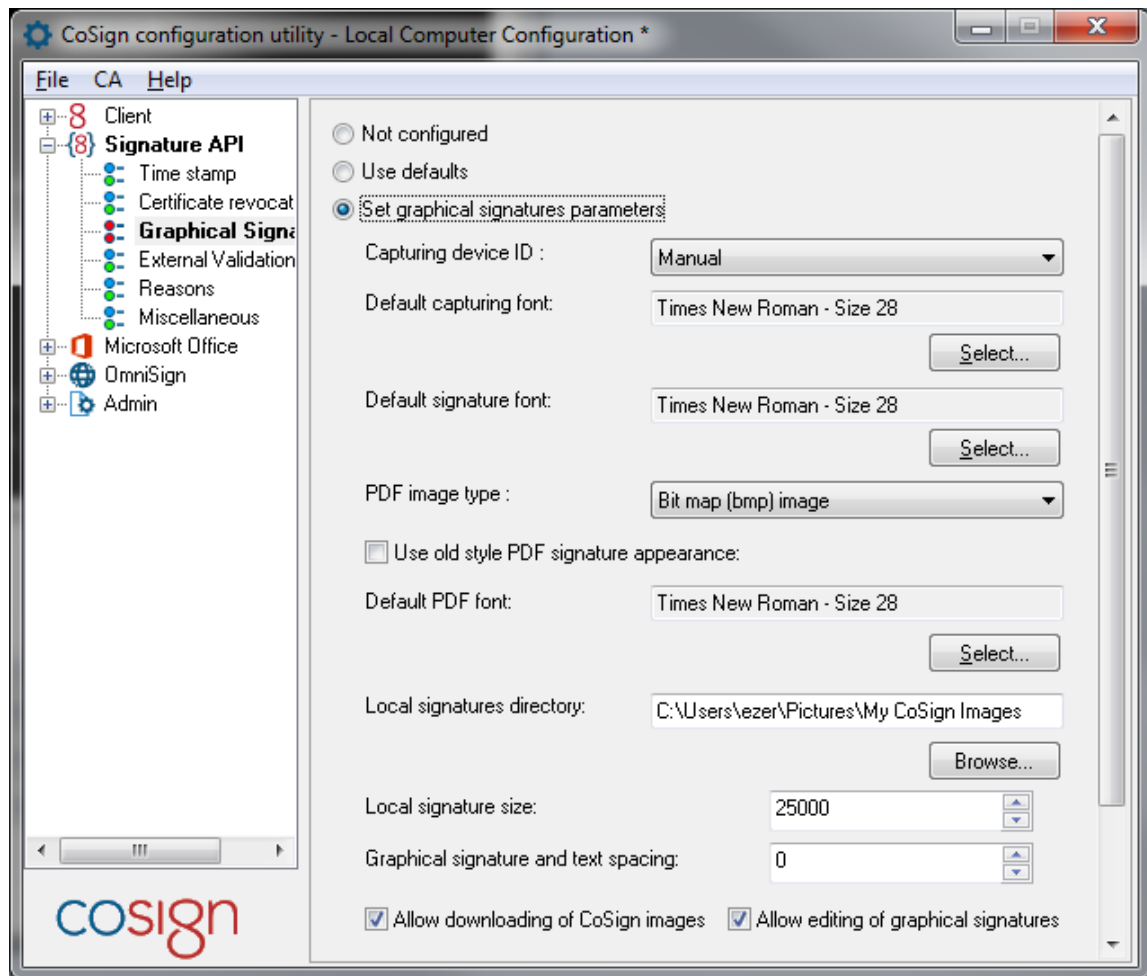 CoSign configuration utility - Local Computer Configuration *
File CA Help
Client
Signature API
Time stamp
Certificate revocat
Graphical Signa
External Validation
Reasons
Miscellaneous
Microsoft Office
OmniSign
Admin
cosign
Not configured
Use defaults
Set graphical signatures parameters
Capturing device ID : Manual
Default capturing font: Times New Roman - Size 28
Select...
Default signature font: Times New Roman - Size 28
Select...
PDF image type : Bit map (bmp) image
Use old style PDF signature appearance:
Default PDF font: Times New Roman - Size 28
Select...
Local signatures directory: C:\Users\ezer\Pictures\My CoSign Images
Browse...
Local signature size: 25000
Graphical signature and text spacing: 0
Allow downloading of CoSign images Allow editing of graphical signatures